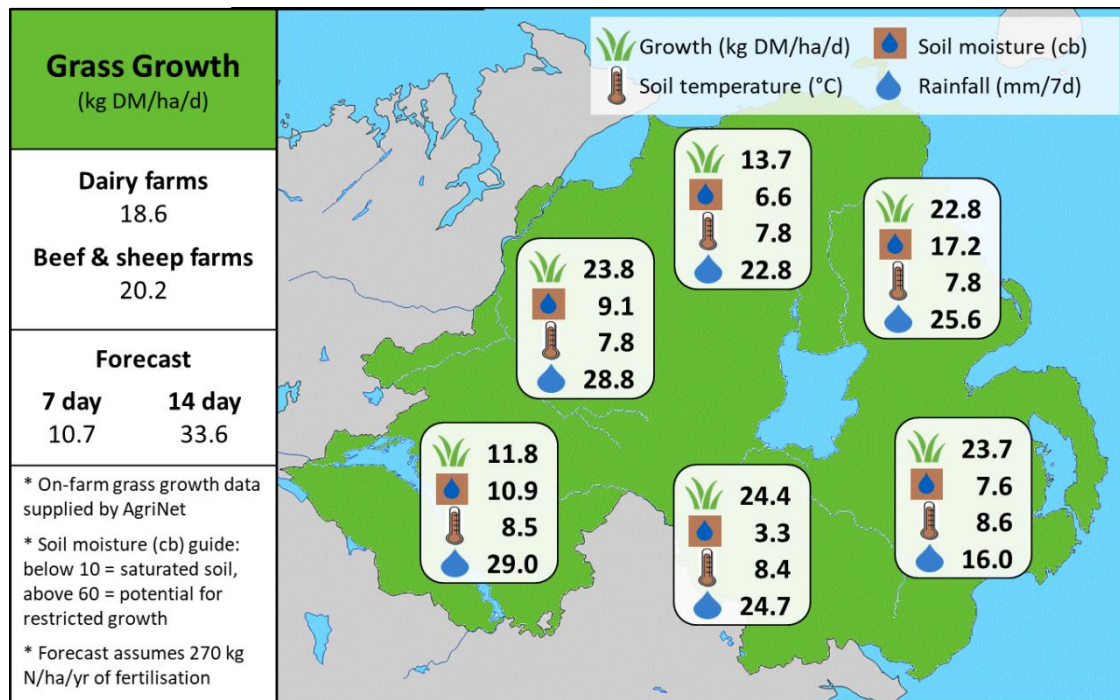 Grass Growth
(kg DM/ha/d)
Dairy farms
18.6
Beef & sheep farms
20.2
Forecast
7 day 14 day
10.7 33.6
* On-farm grass growth data
supplied by AgriNet
* Soil moisture (cb) guide:
below 10 = saturated soil,
above 60 = potential for
restricted growth
* Forecast assumes 270 kg
N/ha/yr of fertilisation
Growth (kg DM/ha/d) Soil moisture (cb)
Soil temperature (°C) Rainfall (mm/7d)
13.7
6.6
7.8
22.8
22.8
17.2
7.8
25.6
23.8
9.1
7.8
28.8
11.8
10.9
8.5
29.0
24.4
3.3
8.4
24.7
23.7
7.6
8.6
16.0